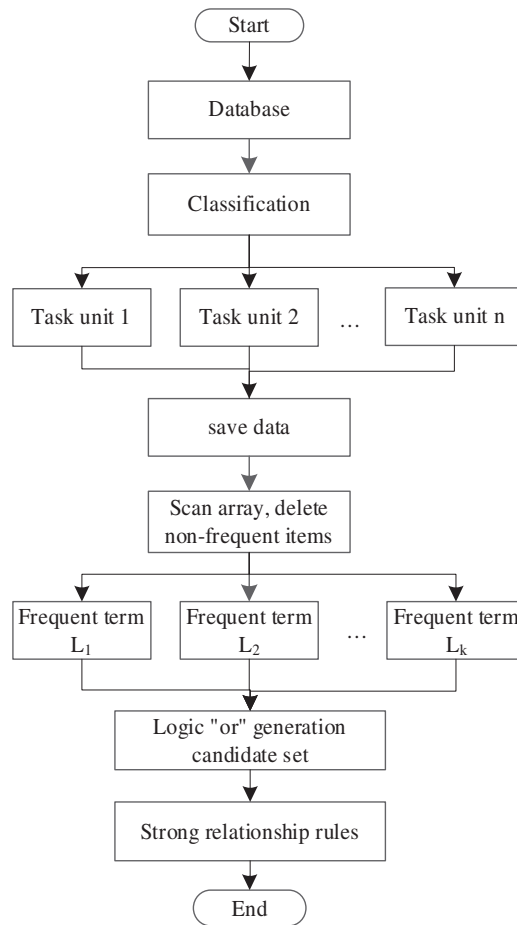 Start
Database
Classification
Task unit 1
Task unit 2
...
Task unit n
save data
Scan array, delete
non-frequent items
Frequent term
L₁
Frequent term
L₂
...
Frequent term
Lₖ
Logic "or" generation
candidate set
Strong relationship rules
End